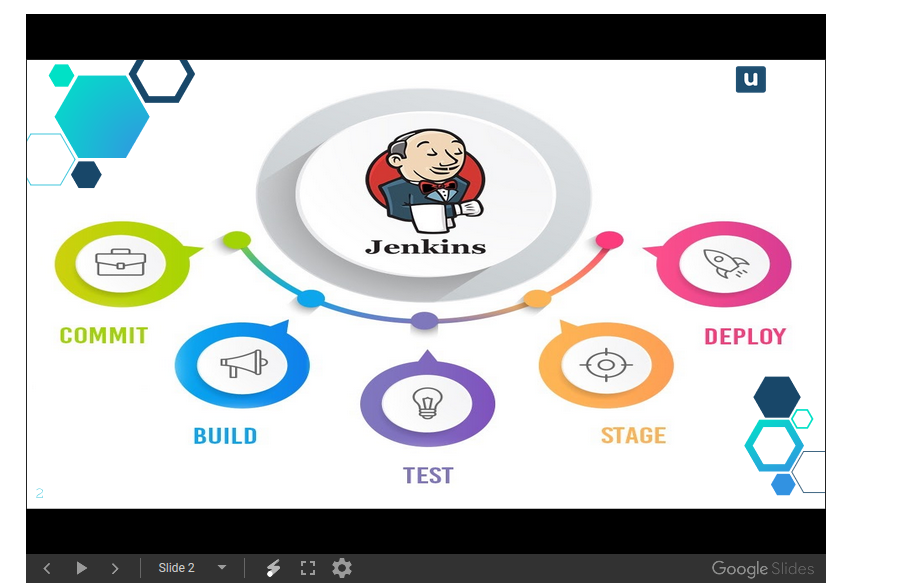 u
Jenkins
COMMIT
DEPLOY
BUILD
STAGE
TEST
2
Slide 2
Google Slides